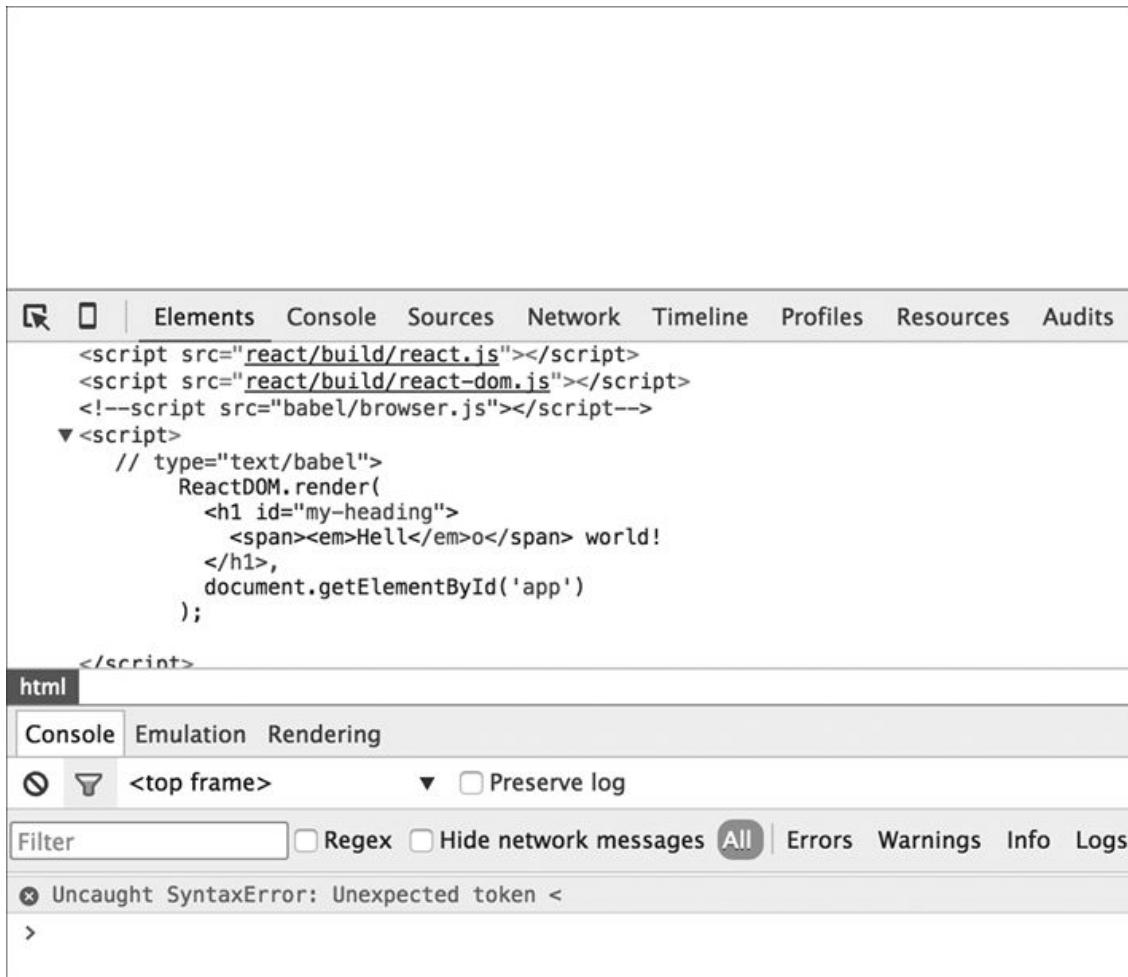 Elements Console Sources Network Timeline Profiles Resources Audits
<script src="react/build/react.js"></script>
<script src="react/build/react-dom.js"></script>
<!--script src="babel/browser.js"></script-->
▼<script>
// type="text/babel">
ReactDOM.render(
<h1 id="my-heading">
<span><em>Hell</em>o</span> world!
</h1>,
document.getElementById('app')
);
</script>
html
Console Emulation Rendering
<top frame> ▼ Preserve log
Filter Regex Hide network messages All Errors Warnings Info Logs
Uncaught SyntaxError: Unexpected token <
>